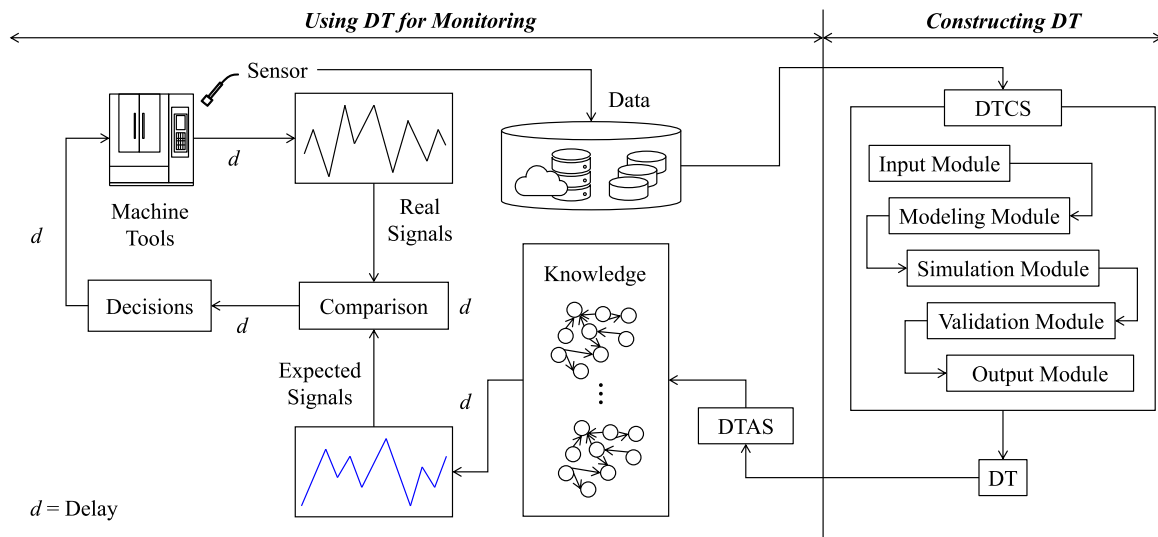 Using DT for Monitoring
Constructing DT
Sensor
Data
DTCS
d
Input Module
Machine
Tools
Real
Signals
Modeling Module
d
Knowledge
Simulation Module
Decisions
d
Comparison
d
Validation Module
Expected
Signals
Output Module
d
DTAS
DT
d = Delay